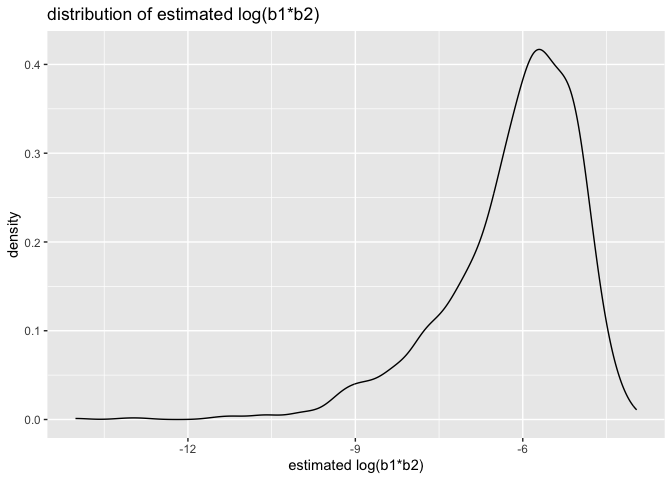 distribution of estimated log(b1*b2)
0.4
0.3
0.2
0.1
0.0
density
-12
-9
-6
estimated log(b1*b2)